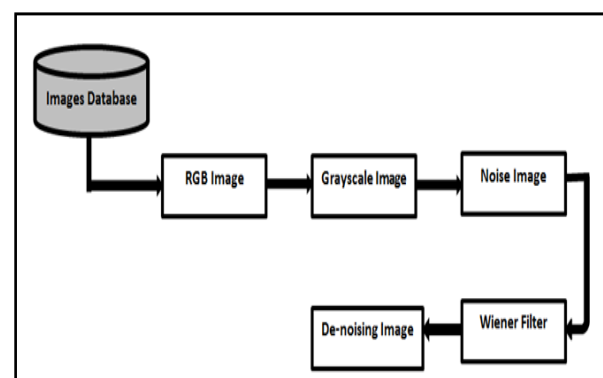 Images Database
RGB Image
Grayscale Image
Noise Image
Wiener Filter
De-noising Image